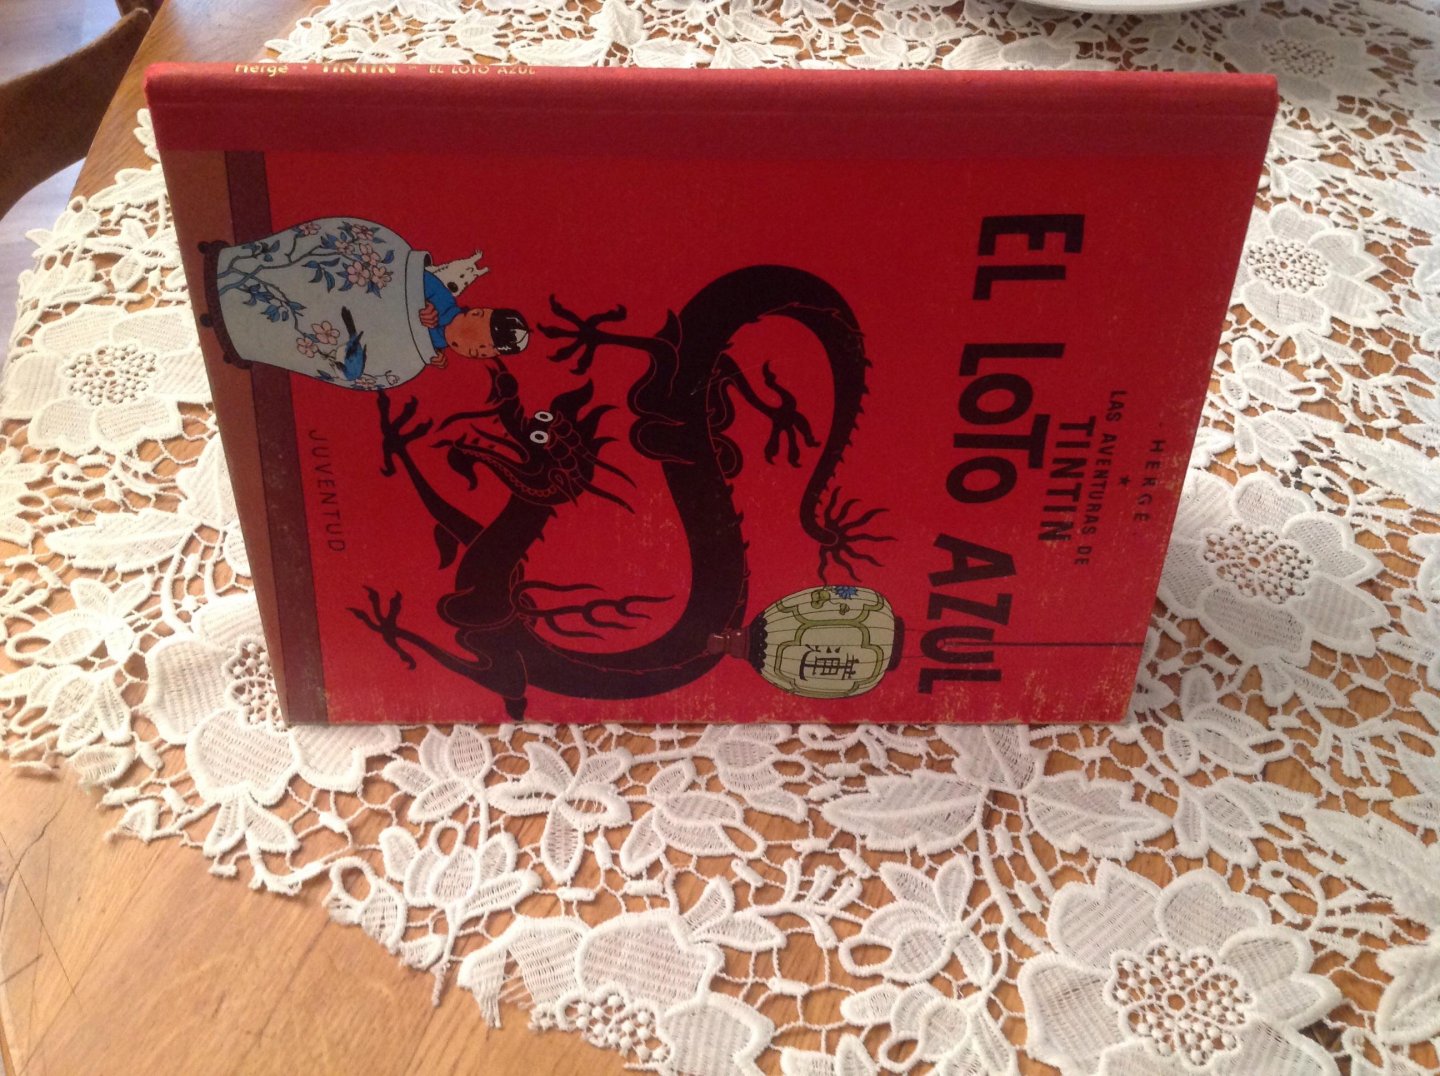 Hergé · TINTIN - EL LOTO AZUL
· HERGÉ ·
★
LAS AVENTURAS DE
TINTIN
EL LOTO AZUL
JUVENTUD